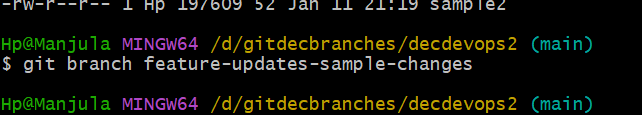 -rw-r--r-- 1 Hp 197609 52 Jan 11 21:19 sample2
Hp@Manjula MINGW64 /d/gitdecbranches/decdevops2 (main)
$ git branch feature-updates-sample-changes
Hp@Manjula MINGW64 /d/gitdecbranches/decdevops2 (main)